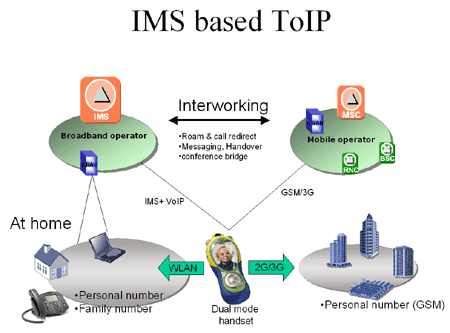 IMS based ToIP
IMS
MSC
Interworking
Broadband operator
Mobile operator
•Roam & call redirect
•Messaging, Handover
•conference bridge
RNC
BSC
IMS+ VoIP
GSM/3G
At home
WLAN
2G/3G
•Personal number
•Family number
Dual mode
handset
•Personal number (GSM)